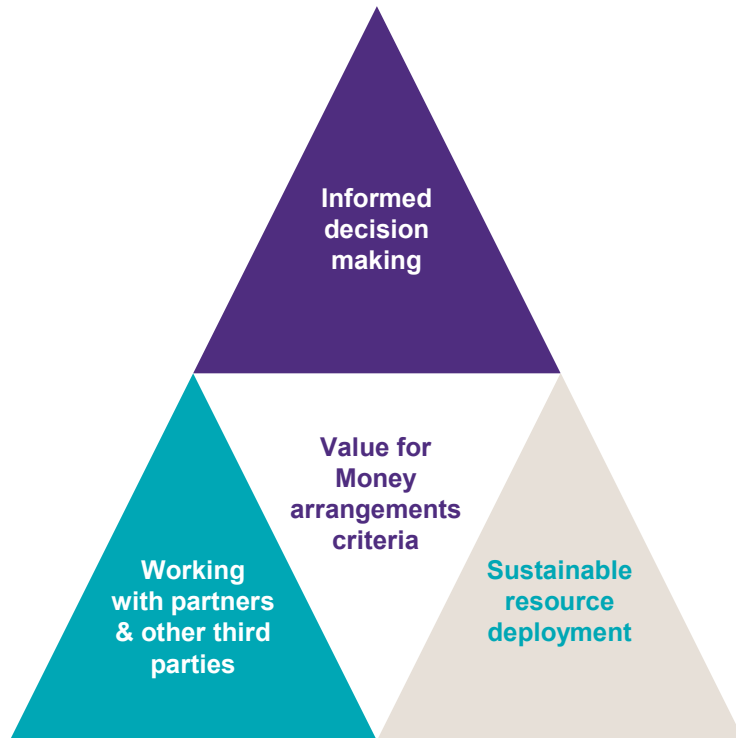 Informed
decision
making
Value for
Money
arrangements
criteria
Working
with partners
& other third
parties
Sustainable
resource
deployment